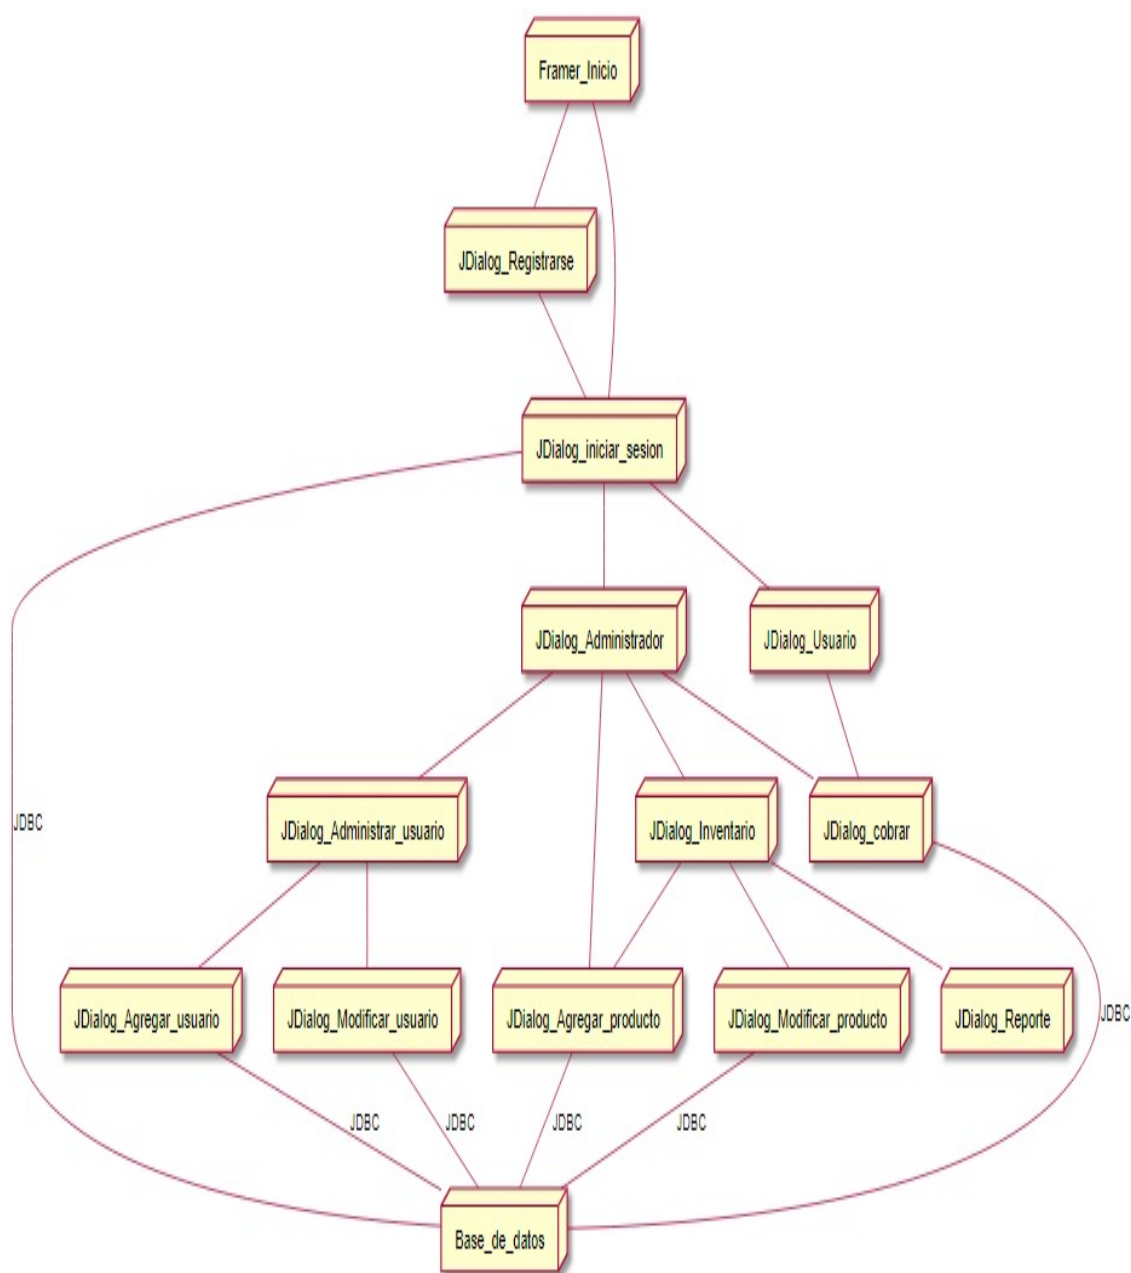 Framer_Inicio
JDialog_Registrarse
JDialog_iniciar_sesion
JDialog_Administrador
JDialog_Usuario
JDBC
JDialog_Administrar_usuario
JDialog_Inventario
JDialog_cobrar
JDialog_Agregar_usuario
JDialog_Modificar_usuario
JDialog_Agregar_producto
JDialog_Modificar_producto
JDialog_Reporte
JDBC
JDBC
JDBC
JDBC
JDBC
Base_de_datos